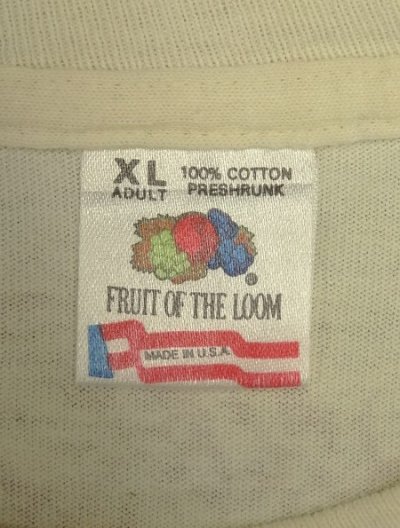 XL
ADULT
100% COTTON
PRESHRUNK
®
FRUIT OF THE LOOM
MADE IN U.S.A.